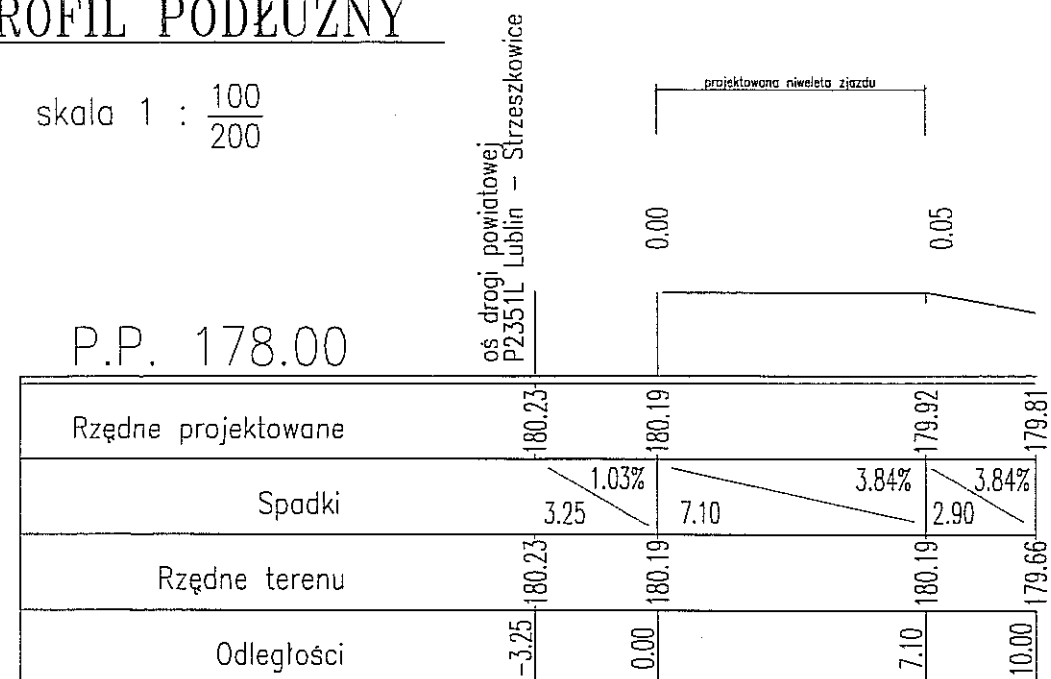 ROFIL PODŁUŻNY
skala 1 : 100
200
projektowana niweleta zjazdu
oś drogi powiatowej
P2351L Lublin – Strzeszkowice
0.00
0.05
P.P. 178.00
Rzędne projektowane
180.23
180.19
179.92
179.81
Spadki
1.03%
3.25
3.84%
7.10
3.84%
2.90
Rzędne terenu
180.23
180.19
180.19
179.66
Odległości
-3.25
0.00
7.10
10.00